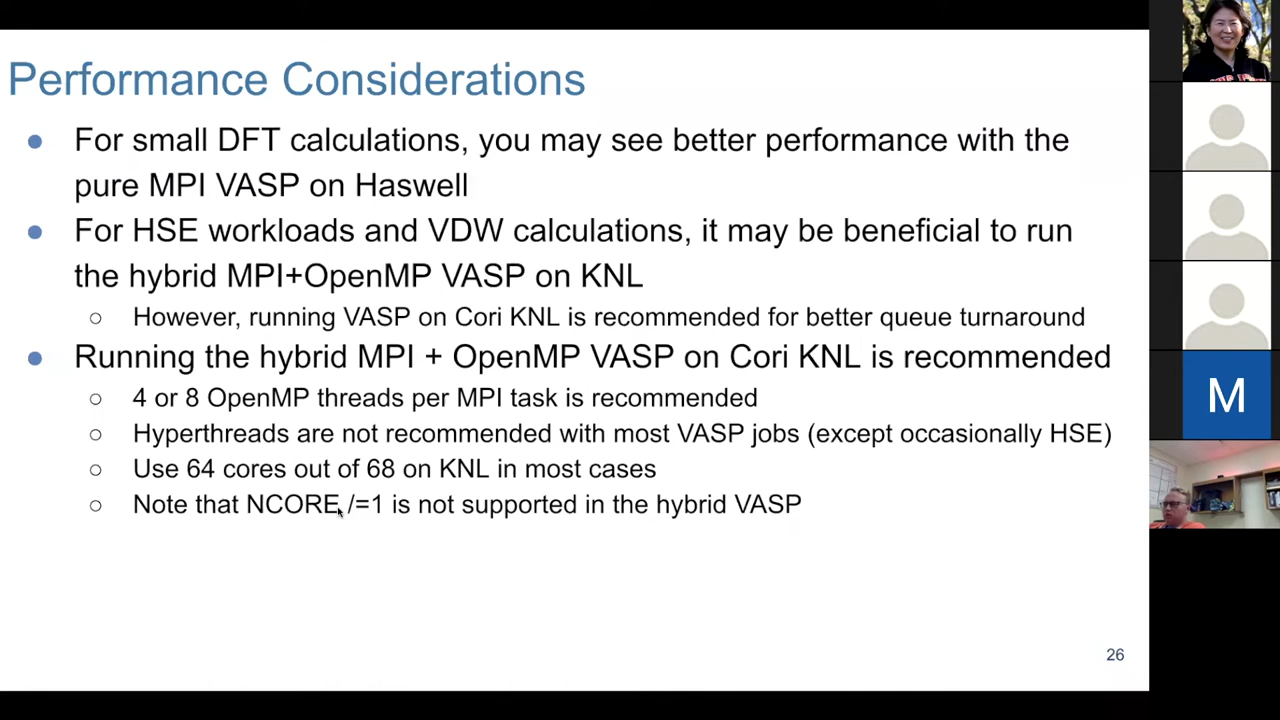 Performance Considerations
● For small DFT calculations, you may see better performance with the
pure MPI VASP on Haswell
● For HSE workloads and VDW calculations, it may be beneficial to run
the hybrid MPI+OpenMP VASP on KNL
○ However, running VASP on Cori KNL is recommended for better queue turnaround
● Running the hybrid MPI + OpenMP VASP on Cori KNL is recommended
○ 4 or 8 OpenMP threads per MPI task is recommended
○ Hyperthreads are not recommended with most VASP jobs (except occasionally HSE)
○ Use 64 cores out of 68 on KNL in most cases
○ Note that NCORE /=1 is not supported in the hybrid VASP
26
M